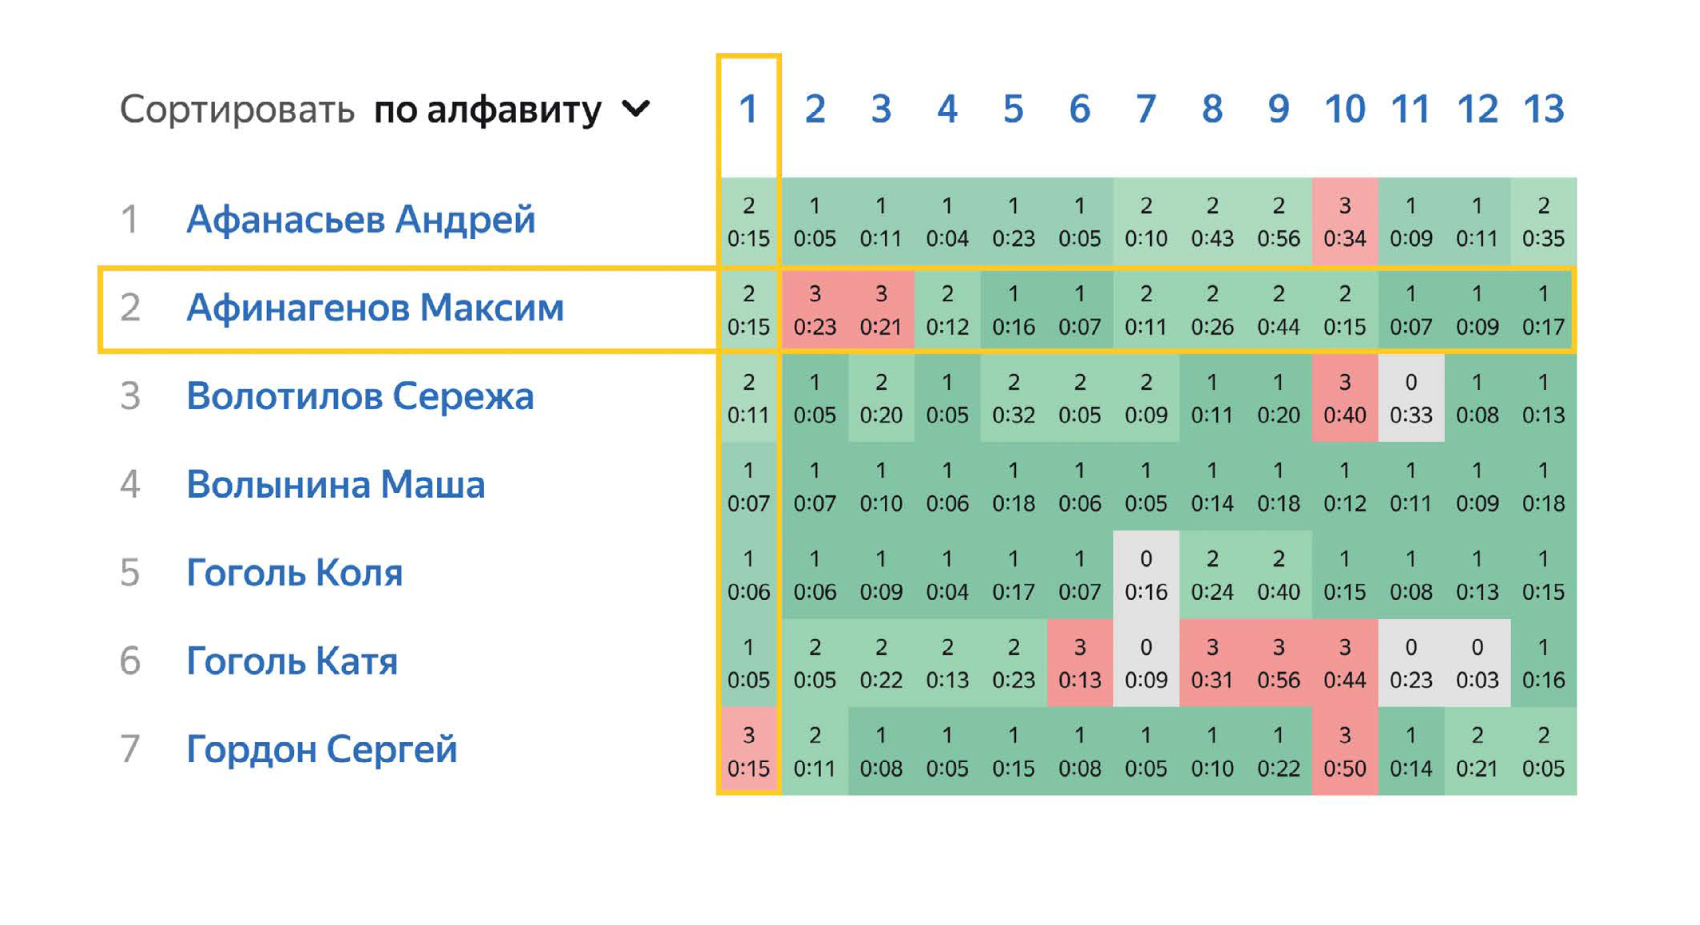 Сортировать по алфавиту 1 2 3 4 5 6 7 8 9 10 11 12 13
2 1 1 1 1 1 2 2 2 3 1 1 2
1 Афанасьев Андрей
0:15 0:05 0:11 0:04 0:23 0:05 0:10 0:43 0:56 0:34 0:09 0:11 0:35
2 3 3 2 1 1 2 2 2 2 1 1 1
2 Афинагенов Максим
0:15 0:23 0:21 0:12 0:16 0:07 0:11 0:26 0:44 0:15 0:07 0:09 0:17
2 1 2 1 2 2 2 1 1 3 0 1 1
3 Волотилов Сережа
0:11 0:05 0:20 0:05 0:32 0:05 0:09 0:11 0:20 0:40 0:33 0:08 0:13
1 1 1 1 1 1 1 1 1 1 1 1 1
4 Волынина Маша
0:07 0:07 0:10 0:06 0:18 0:06 0:05 0:14 0:18 0:12 0:11 0:09 0:18
1 1 1 1 1 1 0 2 2 1 1 1 1
5 Гоголь Коля
0:06 0:06 0:09 0:04 0:17 0:07 0:16 0:24 0:40 0:15 0:08 0:13 0:15
1 2 2 2 2 3 0 3 3 3 0 0 1
6 Гоголь Катя
0:05 0:05 0:22 0:13 0:23 0:13 0:09 0:31 0:56 0:44 0:23 0:03 0:16
3 2 1 1 1 1 1 1 1 3 1 2 2
7 Гордон Сергей
0:15 0:11 0:08 0:05 0:15 0:08 0:05 0:10 0:22 0:50 0:14 0:21 0:05